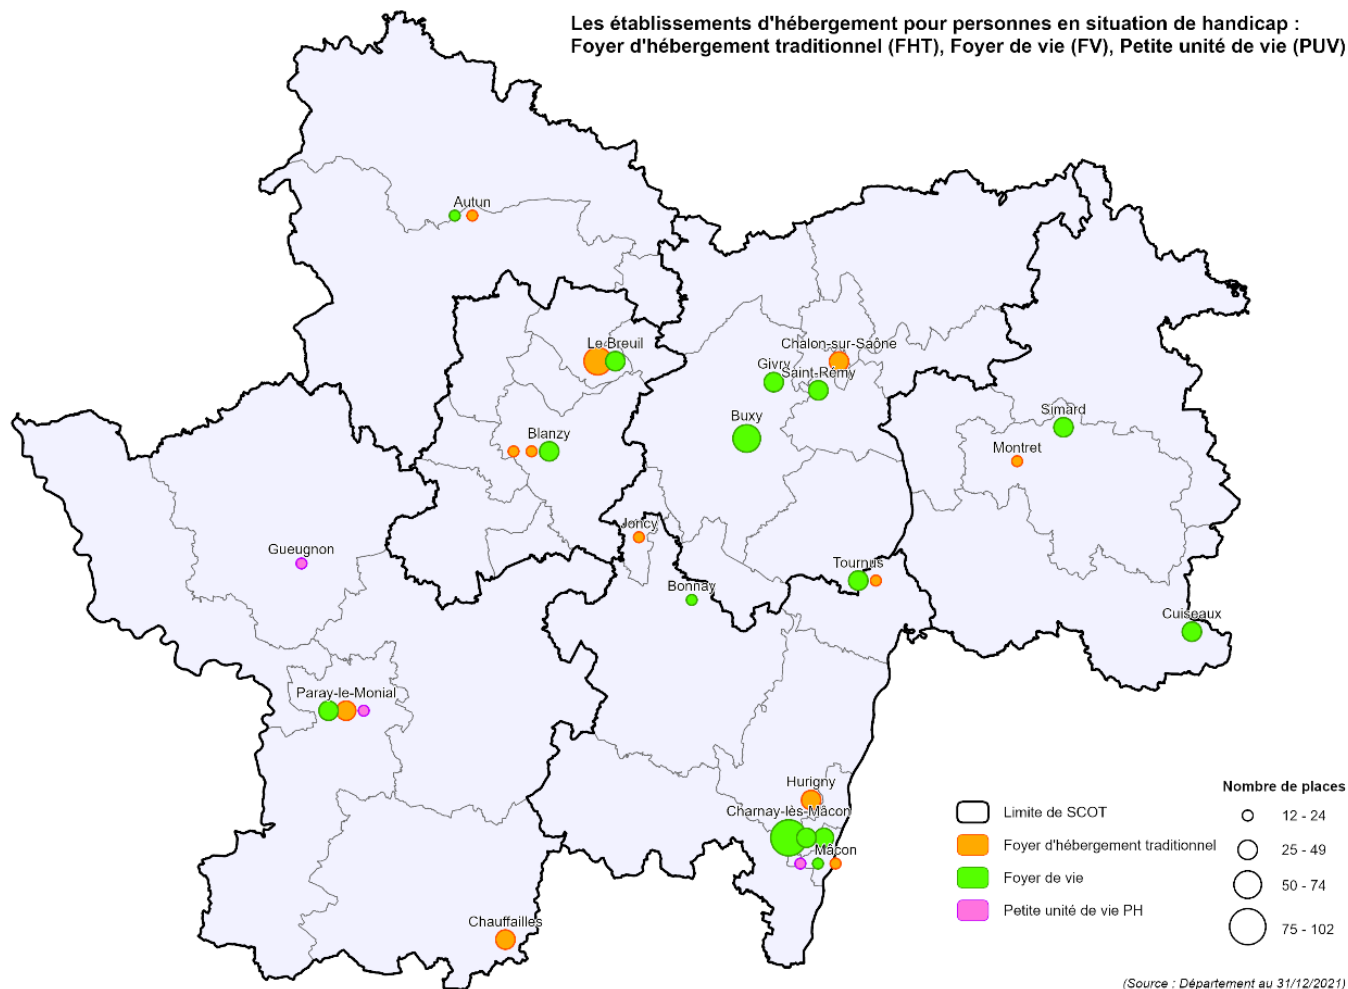 Les établissements d'hébergement pour personnes en situation de handicap :
Foyer d'hébergement traditionnel (FHT), Foyer de vie (FV), Petite unité de vie (PUV)
Autun
Le Breuil
Chalon-sur-Saône
Givry
Saint-Rémy
Buxy
Simard
Blanzy
Montret
Joncy
Gueugnon
Tournus
Bonnay
Cuiseaux
Paray-le-Monial
Hurigny
Charnay-lès-Mâcon
Mâcon
Chauffailles
Limite de SCOT
Foyer d'hébergement traditionnel
Foyer de vie
Petite unité de vie PH
Nombre de places
12 - 24
25 - 49
50 - 74
75 - 102
(Source : Département au 31/12/2021)